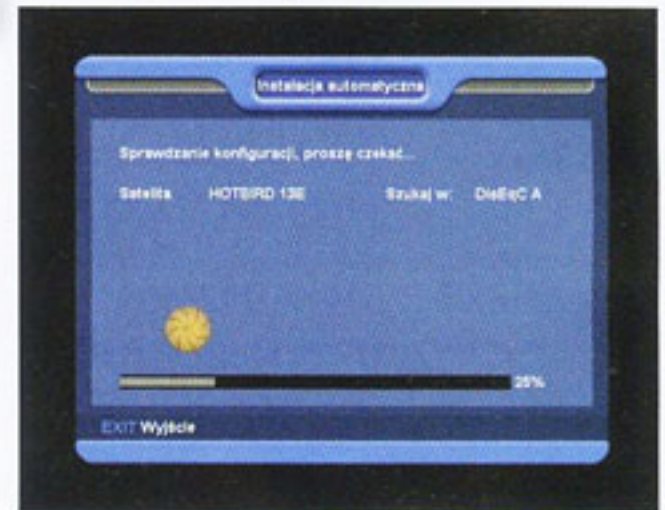 Instalacja automatyczna
Sprawdzanie konfiguracji, proszę czekać...
Satelita HOTBIRD 13E Szukaj w: DisEqC A
25%
EXIT Wyjście